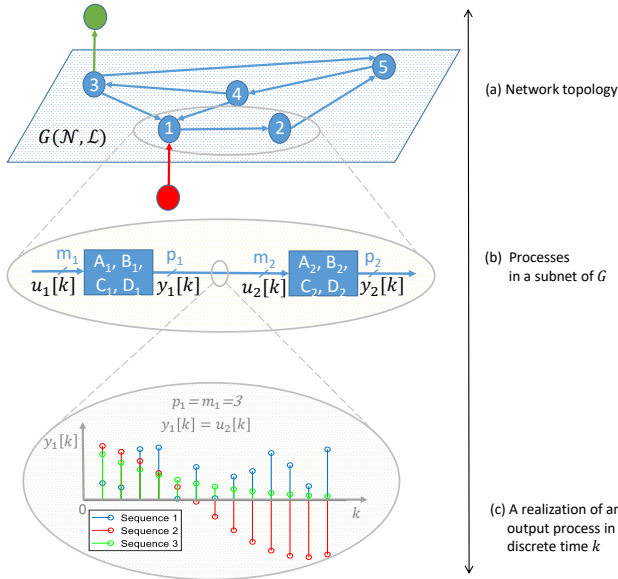 3
5
4
1
2
G(𝒩, ℒ)
(a) Network topology
m₁
A₁, B₁,
C₁, D₁
p₁
u₁[k]
y₁[k]
m₂
A₂, B₂,
C₂, D₂
p₂
u₂[k]
y₂[k]
(b) Processes
in a subnet of G
p₁=m₁=3
y₁[k] = u₂[k]
y₁[k]
0
k
Sequence 1
Sequence 2
Sequence 3
(c) A realization of an
output process in
discrete time k